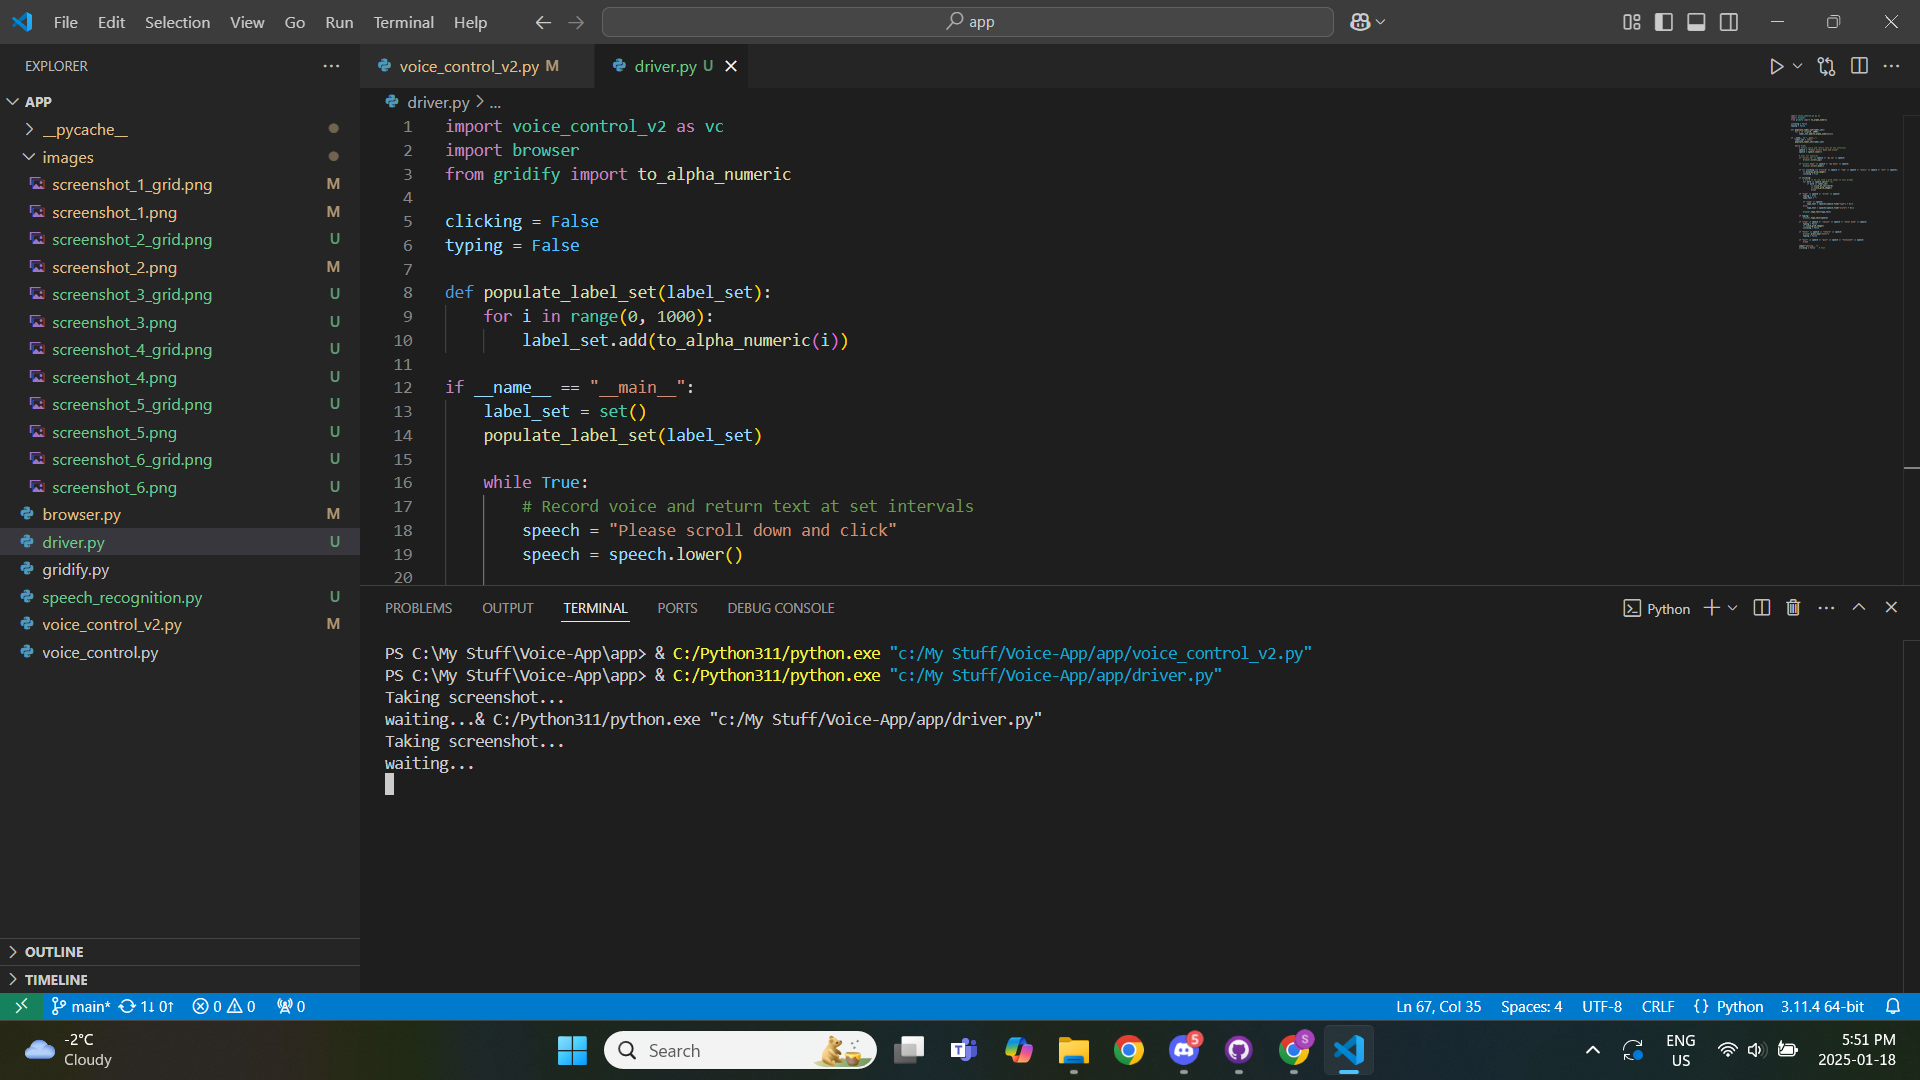 File Edit Selection View Go Run Terminal Help
app
EXPLORER
voice_control_v2.py M
driver.py U
APP
driver.py > ...
__pycache__
images
screenshot_1_grid.png M
screenshot_1.png M
screenshot_2_grid.png U
screenshot_2.png M
screenshot_3_grid.png U
screenshot_3.png U
screenshot_4_grid.png U
screenshot_4.png U
screenshot_5_grid.png U
screenshot_5.png U
screenshot_6_grid.png U
screenshot_6.png U
browser.py M
driver.py U
gridify.py
speech_recognition.py U
voice_control_v2.py M
voice_control.py
OUTLINE
TIMELINE
1 import voice_control_v2 as vc
2 import browser
3 from gridify import to_alpha_numeric
4
5 clicking = False
6 typing = False
7
8 def populate_label_set(label_set):
9 for i in range(0, 1000):
10 label_set.add(to_alpha_numeric(i))
11
12 if __name__ == "__main__":
13 label_set = set()
14 populate_label_set(label_set)
15
16 while True:
17 # Record voice and return text at set intervals
18 speech = "Please scroll down and click"
19 speech = speech.lower()
20
PROBLEMS OUTPUT TERMINAL PORTS DEBUG CONSOLE
Python
PS C:\My Stuff\Voice-App\app> & C:/Python311/python.exe "c:/My Stuff/Voice-App/app/voice_control_v2.py"
PS C:\My Stuff\Voice-App\app> & C:/Python311/python.exe "c:/My Stuff/Voice-App/app/driver.py"
Taking screenshot...
waiting...& C:/Python311/python.exe "c:/My Stuff/Voice-App/app/driver.py"
Taking screenshot...
waiting...
main* 1↓ 0↑ 0 0 0
Ln 67, Col 35 Spaces: 4 UTF-8 CRLF {} Python 3.11.4 64-bit
-2°C
Cloudy
Search
5
S
ENG
US
5:51 PM
2025-01-18